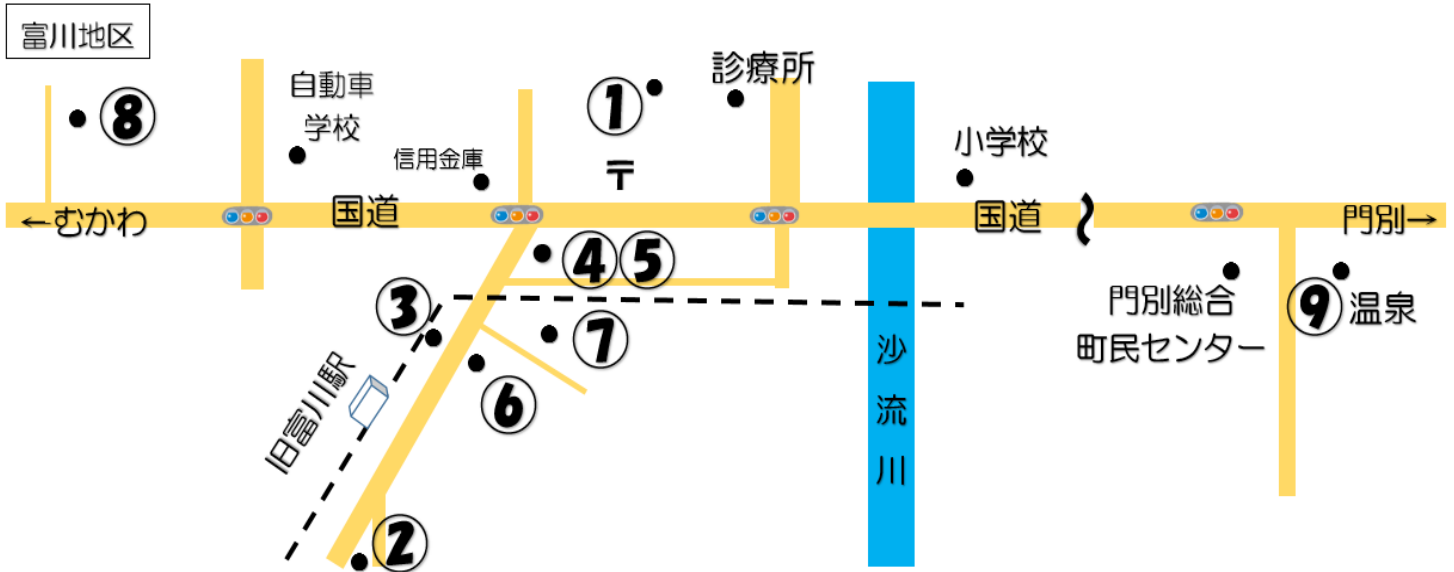 富川地区
診療所
自動車
学校
①
⑧
小学校
信用金庫
〒
←むかわ
国道
国道
門別→
④⑤
③
門別総合
町民センター
⑨温泉
⑦
沙流川
旧富川駅
⑥
②